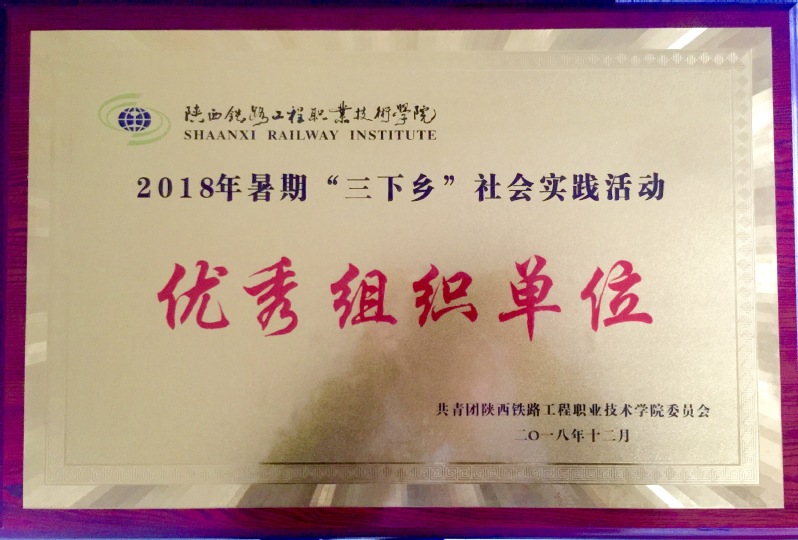 陕西铁路工程职业技术学院
SHAANXI RAILWAY INSTITUTE
2018年暑期“三下乡”社会实践活动
优秀组织单位
共青团陕西铁路工程职业技术学院委员会
二〇一八年十二月